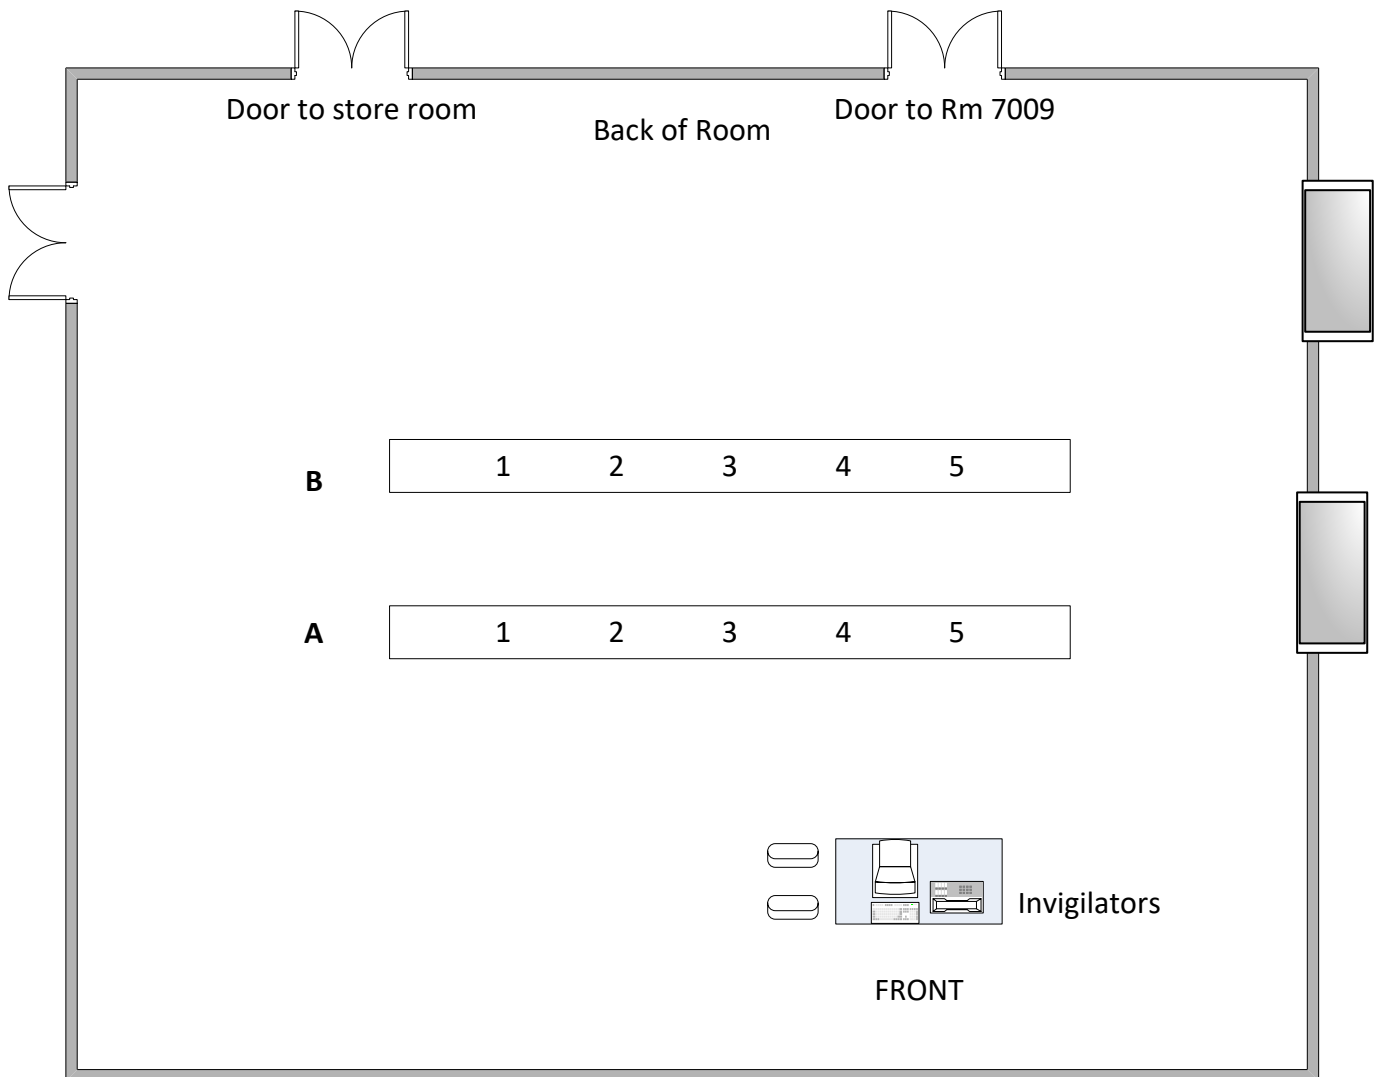 Door to store room
Back of Room
Door to Rm 7009
B 1 2 3 4 5
A 1 2 3 4 5
Invigilators
FRONT